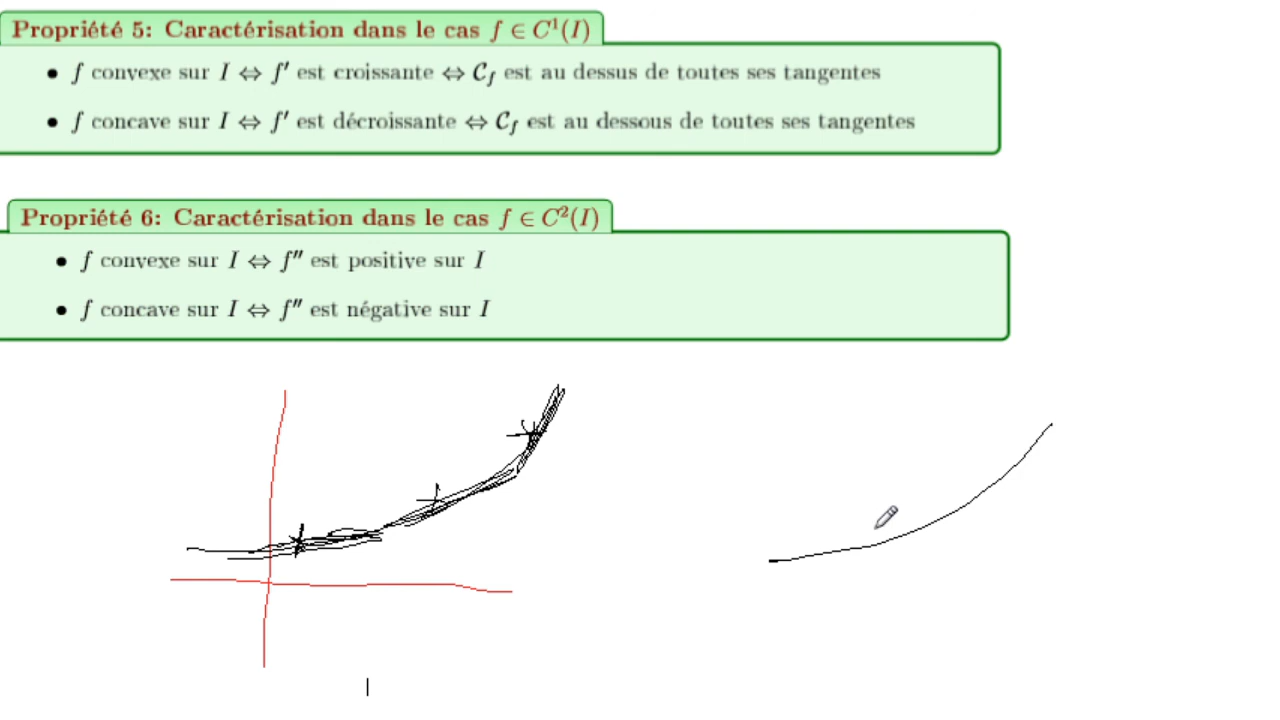 Propriété 5: Caractérisation dans le cas f ∈ C¹(I)
• f convexe sur I ⇔ f′ est croissante ⇔ 𝒞f est au dessus de toutes ses tangentes
• f concave sur I ⇔ f′ est décroissante ⇔ 𝒞f est au dessous de toutes ses tangentes
Propriété 6: Caractérisation dans le cas f ∈ C²(I)
• f convexe sur I ⇔ f″ est positive sur I
• f concave sur I ⇔ f″ est négative sur I